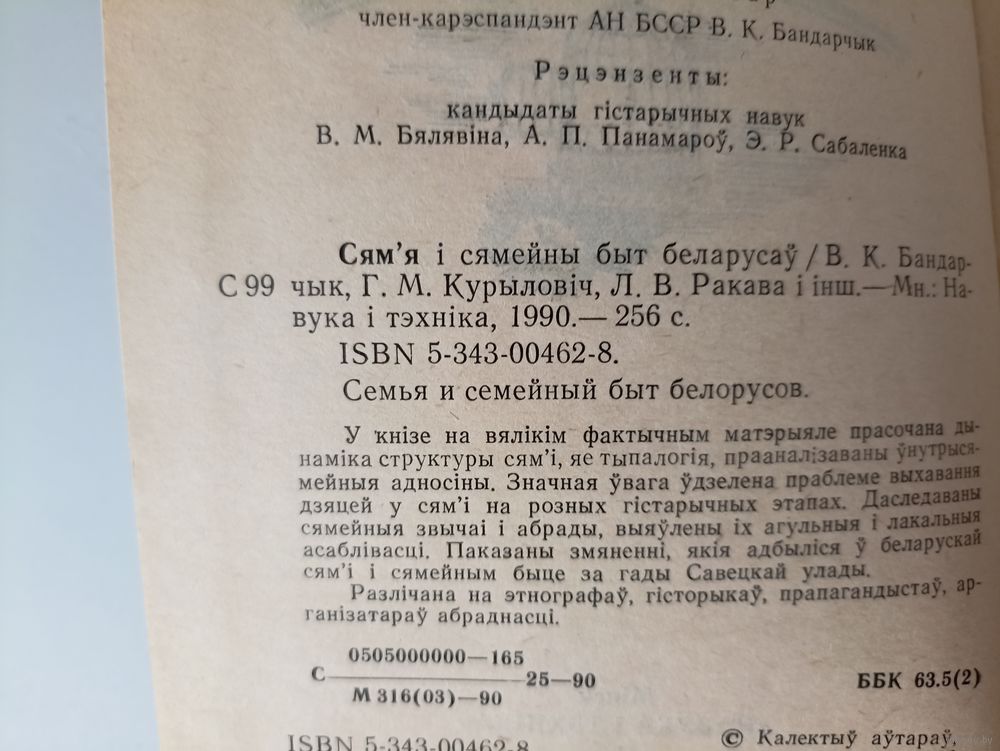 член-карэспандэнт АН БССР В. К. Бандарчык
Рэцэнзенты:
кандыдаты гістарычных навук
В. М. Бялявіна, А. П. Панамароў, Э. Р. Сабаленка
Сям’я і сямейны быт беларусаў / В. К. Бандар-
С 99 чык, Г. М. Курыловіч, Л. В. Ракава і інш.— Мн.: На-
вука і тэхніка, 1990.— 256 с.
ISBN 5-343-00462-8.
Семья и семейный быт белорусов.
У кнізе на вялікім фактычным матэрыяле прасочана ды-
наміка структуры сям’і, яе тыпалогія, прааналізаваны ўнутрыся-
мейныя адносіны. Значная ўвага ўдзелена праблеме выхавання
дзяцей у сям’і на розных гістарычных этапах. Даследаваны
сямейныя звычаі і абрады, выяўлены іх агульныя і лакальныя
асаблівасці. Паказаны змяненні, якія адбыліся ў беларускай
сям’і і сямейным быце за гады Савецкай улады.
Разлічана на этнографаў, гісторыкаў, прапагандыстаў, ар-
ганізатараў абраднасці.
0505000000—165
С 25—90
М 316(03)—90
ББК 63.5(2)
ISBN 5-343-00462-8
© Калектыў аўтараў,